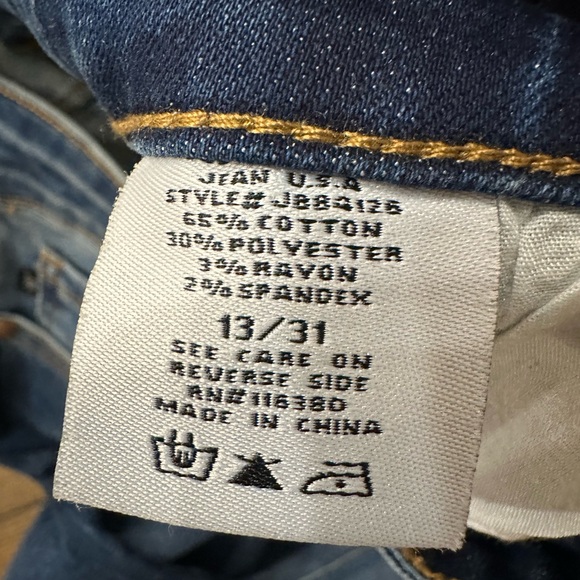 JEAN U.S.A
STYLE# JB84126
65% COTTON
30% POLYESTER
3% RAYON
2% SPANDEX
13/31
SEE CARE ON
REVERSE SIDE
RN#116380
MADE IN CHINA